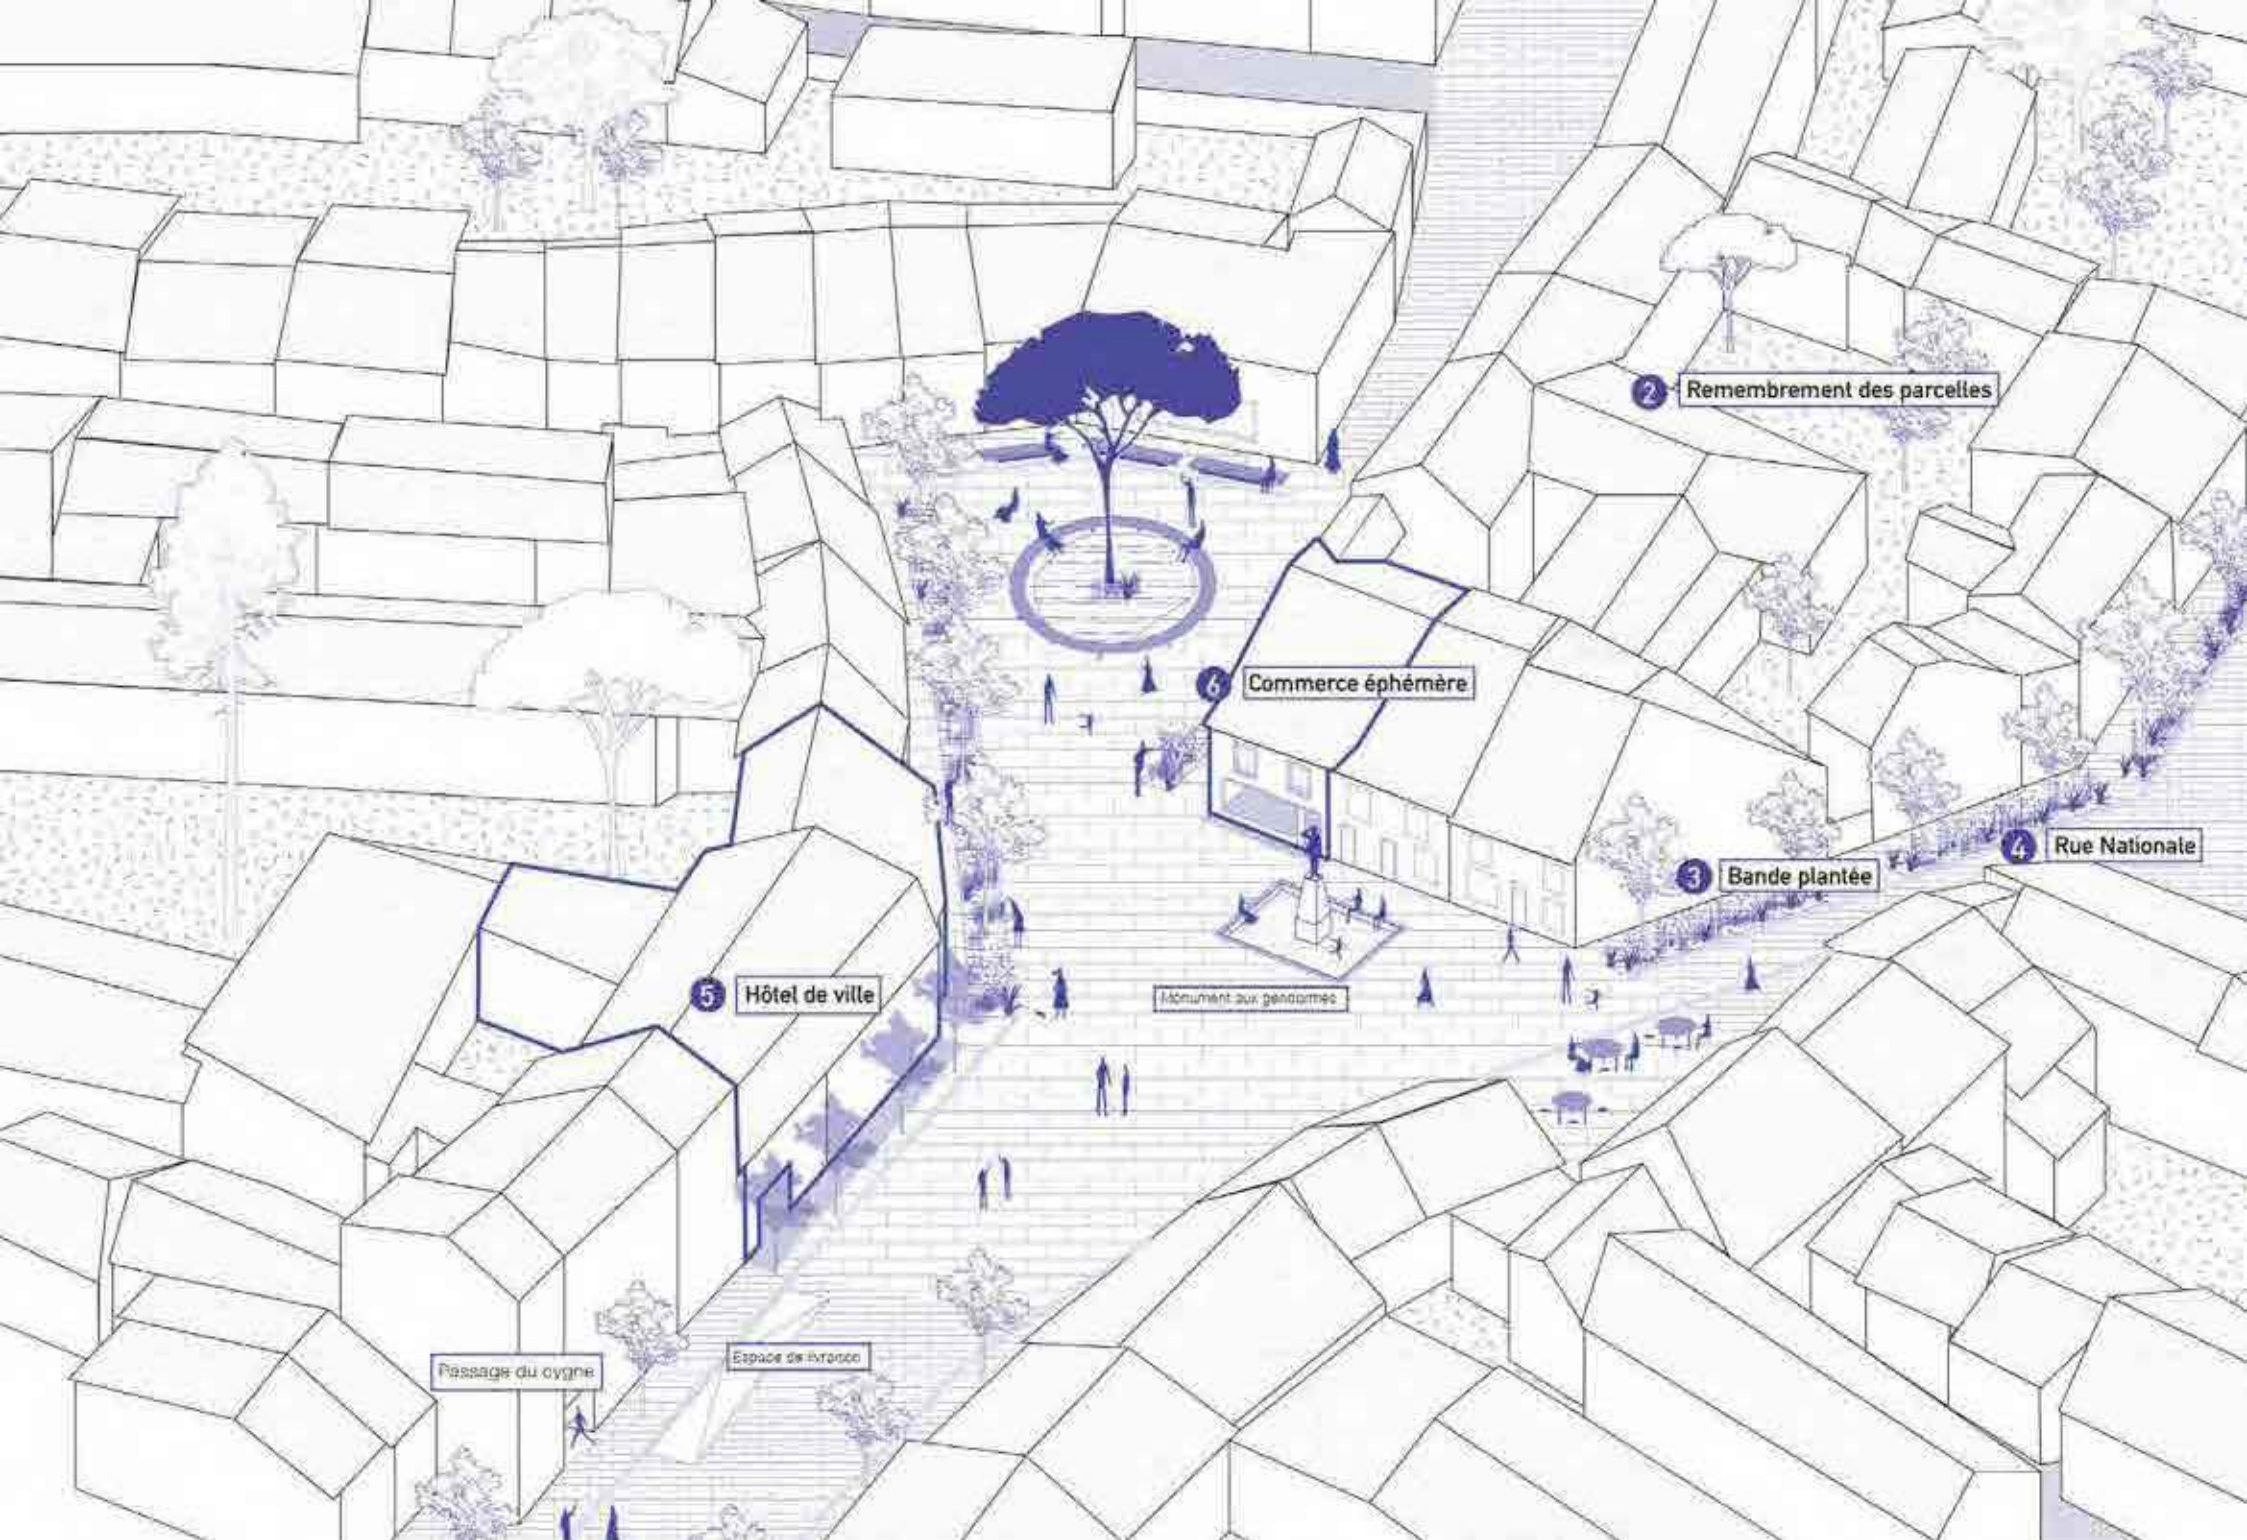 2 Remembrement des parcelles
6 Commerce éphémère
4 Rue Nationale
3 Bande plantée
5 Hôtel de ville
Monument aux gendarmes
Espace de livraison
Passage du cygne